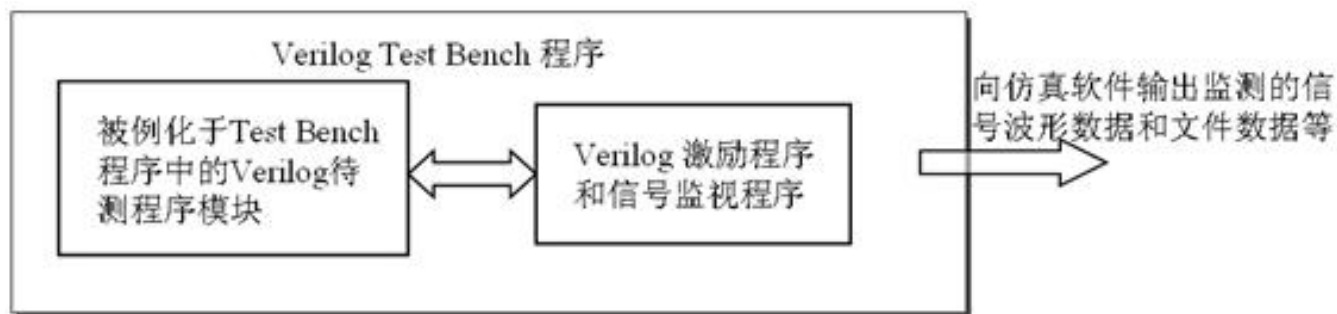 Verilog Test Bench 程序
被例化于Test Bench
程序中的Verilog待
测程序模块
Verilog 激励程序
和信号监视程序
向仿真软件输出监测的信
号波形数据和文件数据等